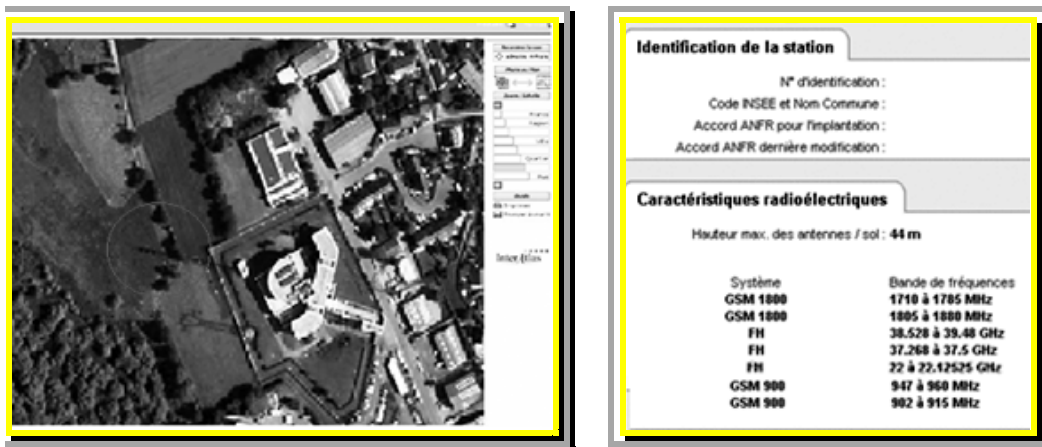 InterAtlas
Identification de la station
N° d'identification :
Code INSEE et Nom Commune :
Accord ANFR pour l'implantation :
Accord ANFR dernière modification :
Caractéristiques radioélectriques
Hauteur max. des antennes / sol : 44 m
Système Bande de fréquences
GSM 1800 1710 à 1785 MHz
GSM 1800 1805 à 1880 MHz
FH 38.528 à 39.48 GHz
FH 37.268 à 37.5 GHz
FH 22 à 22.12525 GHz
GSM 900 947 à 960 MHz
GSM 900 902 à 915 MHz